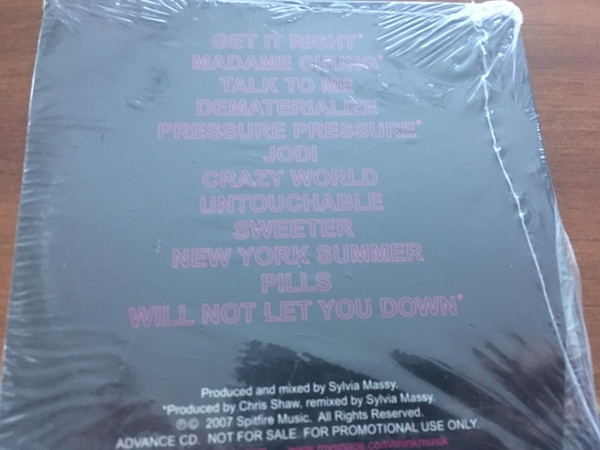 GET IT RIGHT*
MADAME CHUNG*
TALK TO ME
DEMATERIALIZE
PRESSURE PRESSURE*
JODI
CRAZY WORLD
UNTOUCHABLE
SWEETER
NEW YORK SUMMER
PILLS
WILL NOT LET YOU DOWN*
Produced and mixed by Sylvia Massy.
*Produced by Chris Shaw, remixed by Sylvia Massy.
℗© 2007 Spitfire Music. All Rights Reserved.
ADVANCE CD. NOT FOR SALE. FOR PROMOTIONAL USE ONLY.